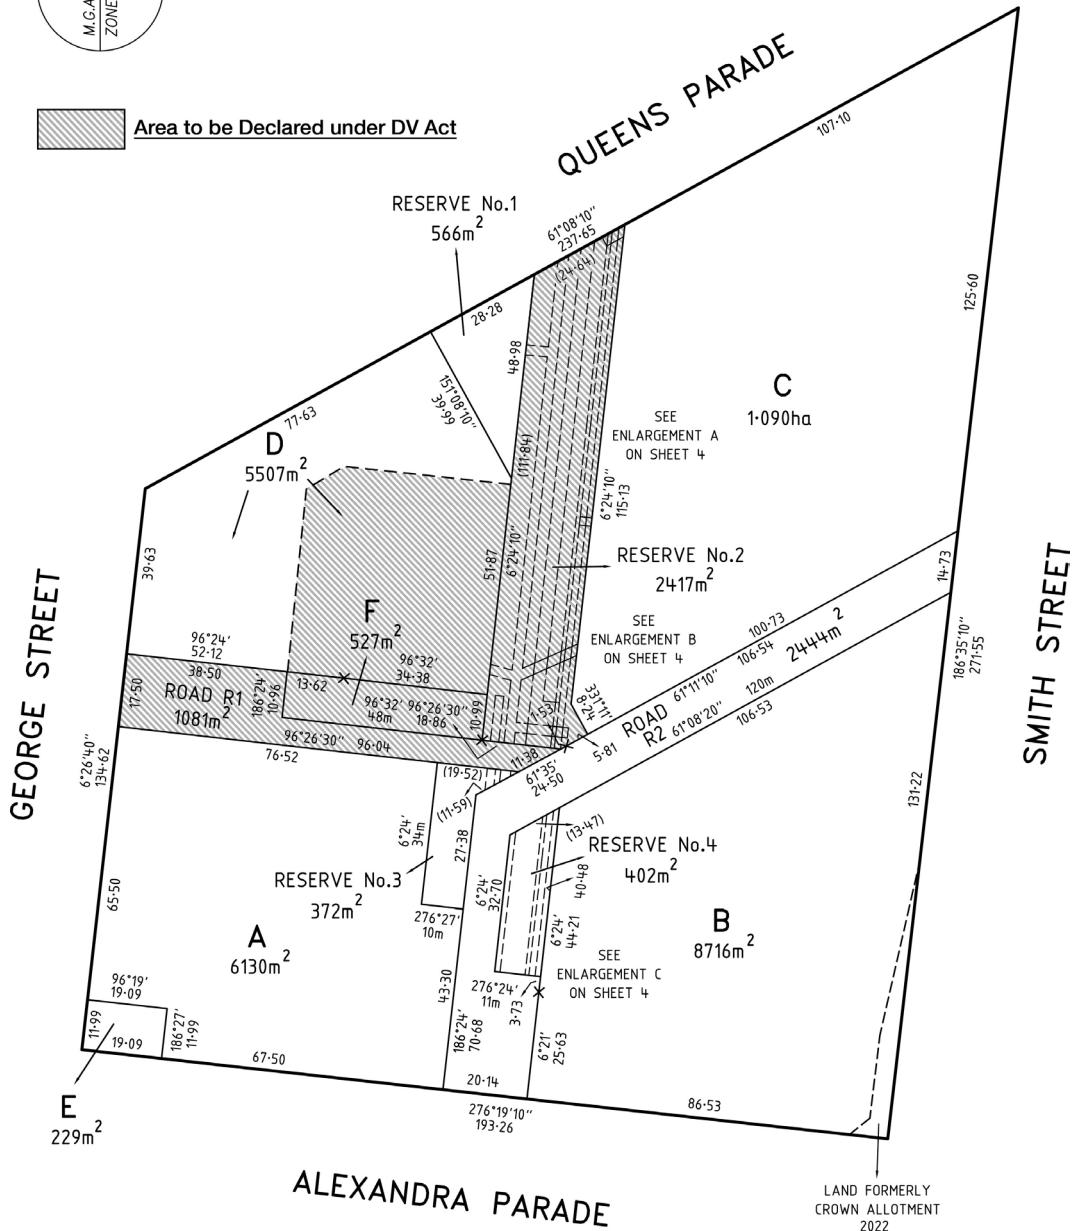 M.G.A
ZONE
Area to be Declared under DV Act
QUEENS PARADE
107·10
RESERVE No.1
566m²
61°08'10"
237·65
(24·64)
28·28
48·98
125·60
151°08'10"
39·99
77·63
C
1·090ha
SEE
ENLARGEMENT A
ON SHEET 4
D
5507m²
(111·84)
6°24'10"
115·13
6°24'10"
51·87
RESERVE No.2
2417m²
14·73
39·63
GEORGE STREET
SMITH STREET
186°35'10"
271·55
F
527m²
SEE
ENLARGEMENT B
ON SHEET 4
100·73
106·54
2444m²
96°24'
52·12
38·50
96°32'
34·38
13·62
ROAD R1
1081m²
17·50
186°24'
10·96
96°32'
48m
96°26'30"
18·86
10·99
1·53
331°11'
8·24
ROAD
R2
61°11'10"
61°08'20"
120m
106·53
96°26'30"
96·04
76·52
11·38
61°35'
24·50
5·81
6°26'40"
134·62
(19·52)
(11·59)
6°24'
34m
27·38
(13·47)
131·22
RESERVE No.4
402m²
RESERVE No.3
372m²
6°24'
32·70
40·48
276°27'
10m
6°24'
44·21
65·50
A
6130m²
B
8716m²
SEE
ENLARGEMENT C
ON SHEET 4
276°24'
11m
3·73
43·30
96°19'
19·09
11·99
186°27'
11·99
19·09
186°24'
70·68
6°21'
25·63
67·50
20·14
86·53
E
229m²
276°19'10"
193·26
ALEXANDRA PARADE
LAND FORMERLY
CROWN ALLOTMENT
2022